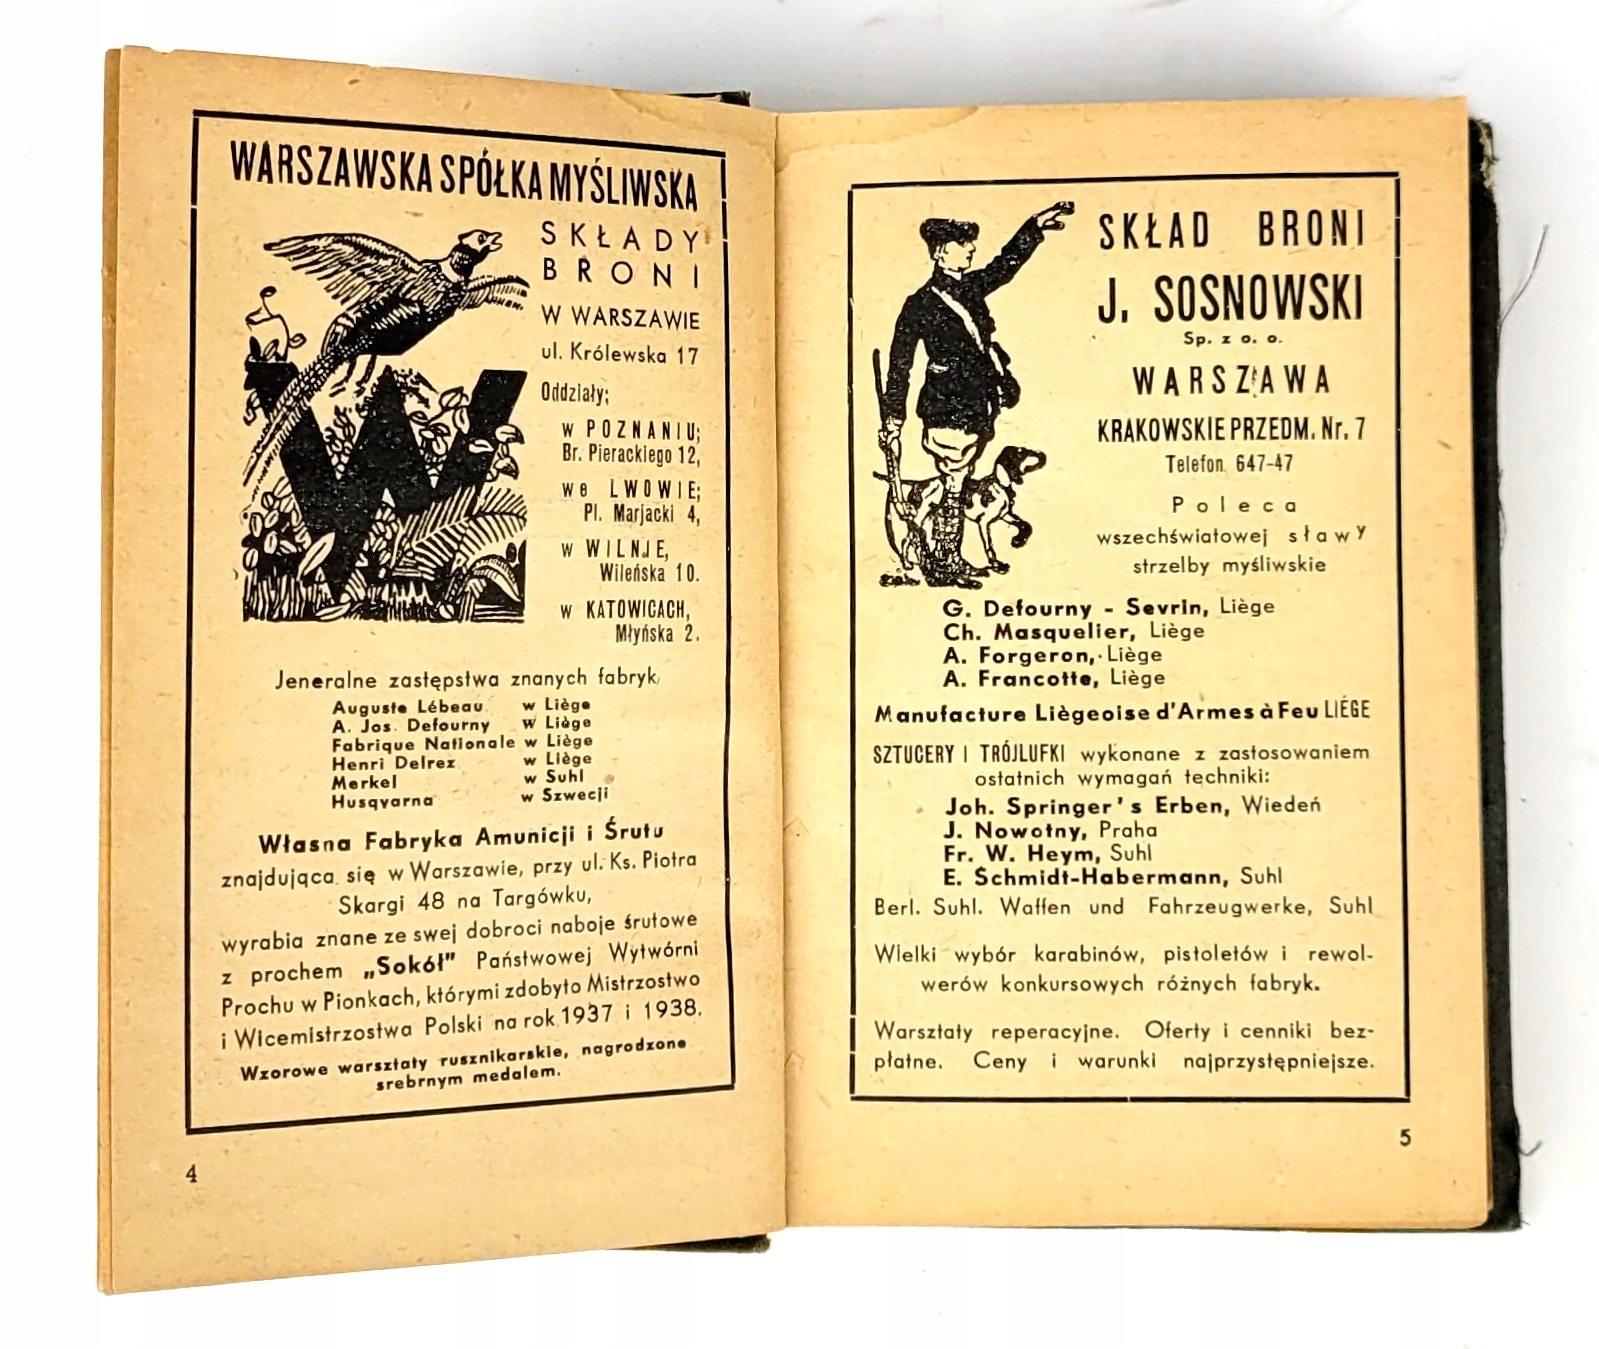 WARSZAWSKA SPÓŁKA MYŚLIWSKA
SKŁADY
BRONI
W WARSZAWIE
ul. Królewska 17
Oddziały;
w POZNANIU;
Br. Pierackiego 12,
we LWOWIE;
Pl. Marjacki 4,
w WILNIE,
Wileńska 10.
w KATOWICACH,
Młyńska 2.
Jeneralne zastępstwa znanych fabryk
Auguste Lébeau w Liège
A. Jos. Defourny w Liège
Fabrique Nationale w Liège
Henri Delrez w Liège
Merkel w Suhl
Husqvarna w Szwecji
Własna Fabryka Amunicji i Śrutu
znajdująca się w Warszawie, przy ul. Ks. Piotra
Skargi 48 na Targówku,
wyrabia znane ze swej dobroci naboje śrutowe
z prochem „Sokół" Państwowej Wytwórni
Prochu w Pionkach, którymi zdobyto Mistrzostwo
i Wicemistrzostwa Polski na rok 1937 i 1938.
Wzorowe warsztaty rusznikarskie, nagrodzone
srebrnym medalem.
4
SKŁAD BRONI
J. SOSNOWSKI
Sp. z o. o.
WARSZAWA
KRAKOWSKIE PRZEDM. Nr. 7
Telefon 647-47
Poleca
wszechświatowej sławy
strzelby myśliwskie
G. Defourny - Sevrin, Liège
Ch. Masquelier, Liège
A. Forgeron, Liège
A. Francotte, Liège
Manufacture Liègeoise d'Armes à Feu LIÉGE
SZTUCERY I TRÓJLUFKI wykonane z zastosowaniem
ostatnich wymagań techniki:
Joh. Springer's Erben, Wiedeń
J. Nowotny, Praha
Fr. W. Heym, Suhl
E. Schmidt-Habermann, Suhl
Berl. Suhl. Waffen und Fahrzeugwerke, Suhl
Wielki wybór karabinów, pistoletów i rewol-
werów konkursowych różnych fabryk.
Warsztaty reperacyjne. Oferty i cenniki bez-
płatne. Ceny i warunki najprzystępniejsze.
5